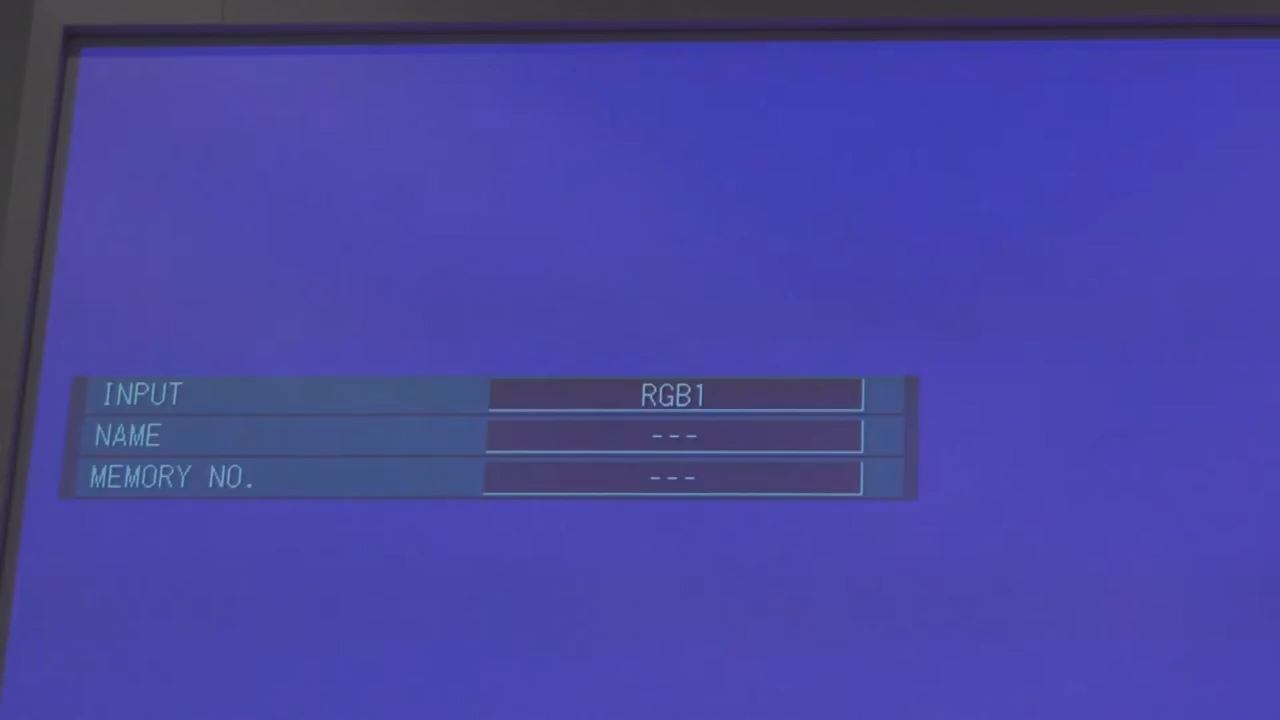 INPUT RGB1
NAME ---
MEMORY NO. ---